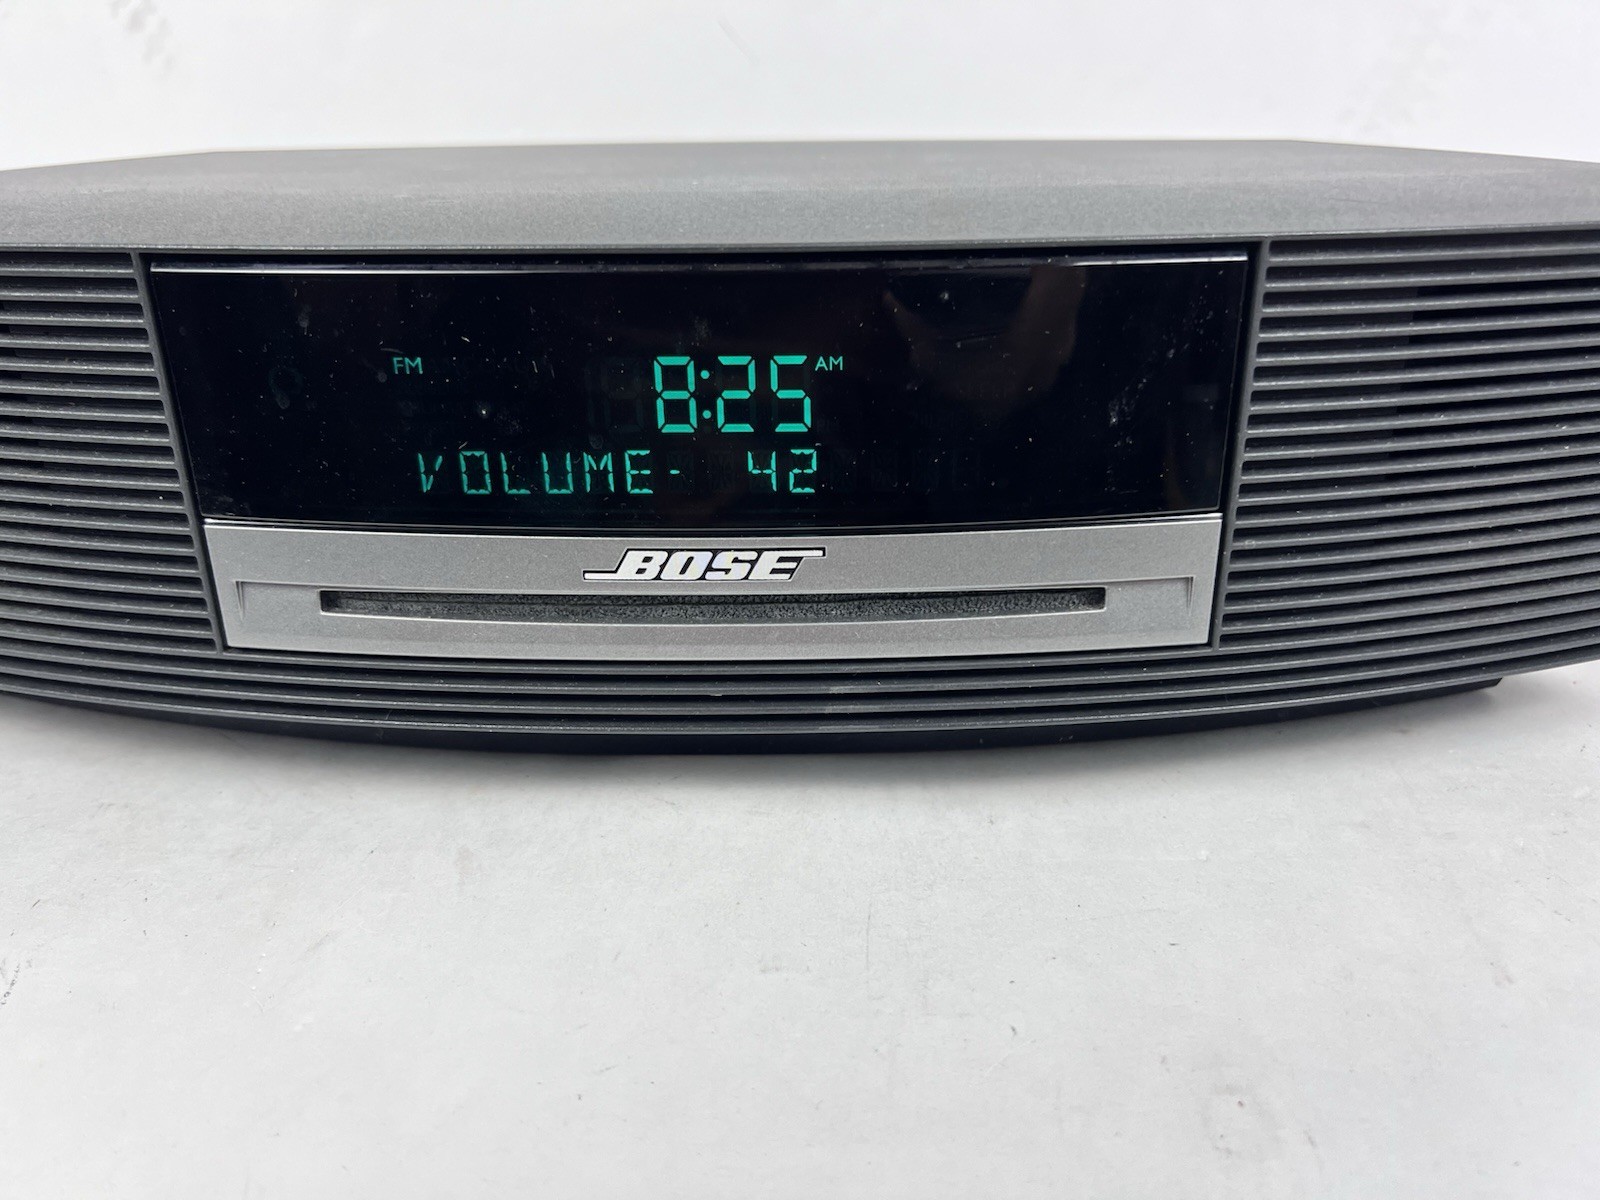 FM 8:25 AM
VOLUME- 42
BOSE